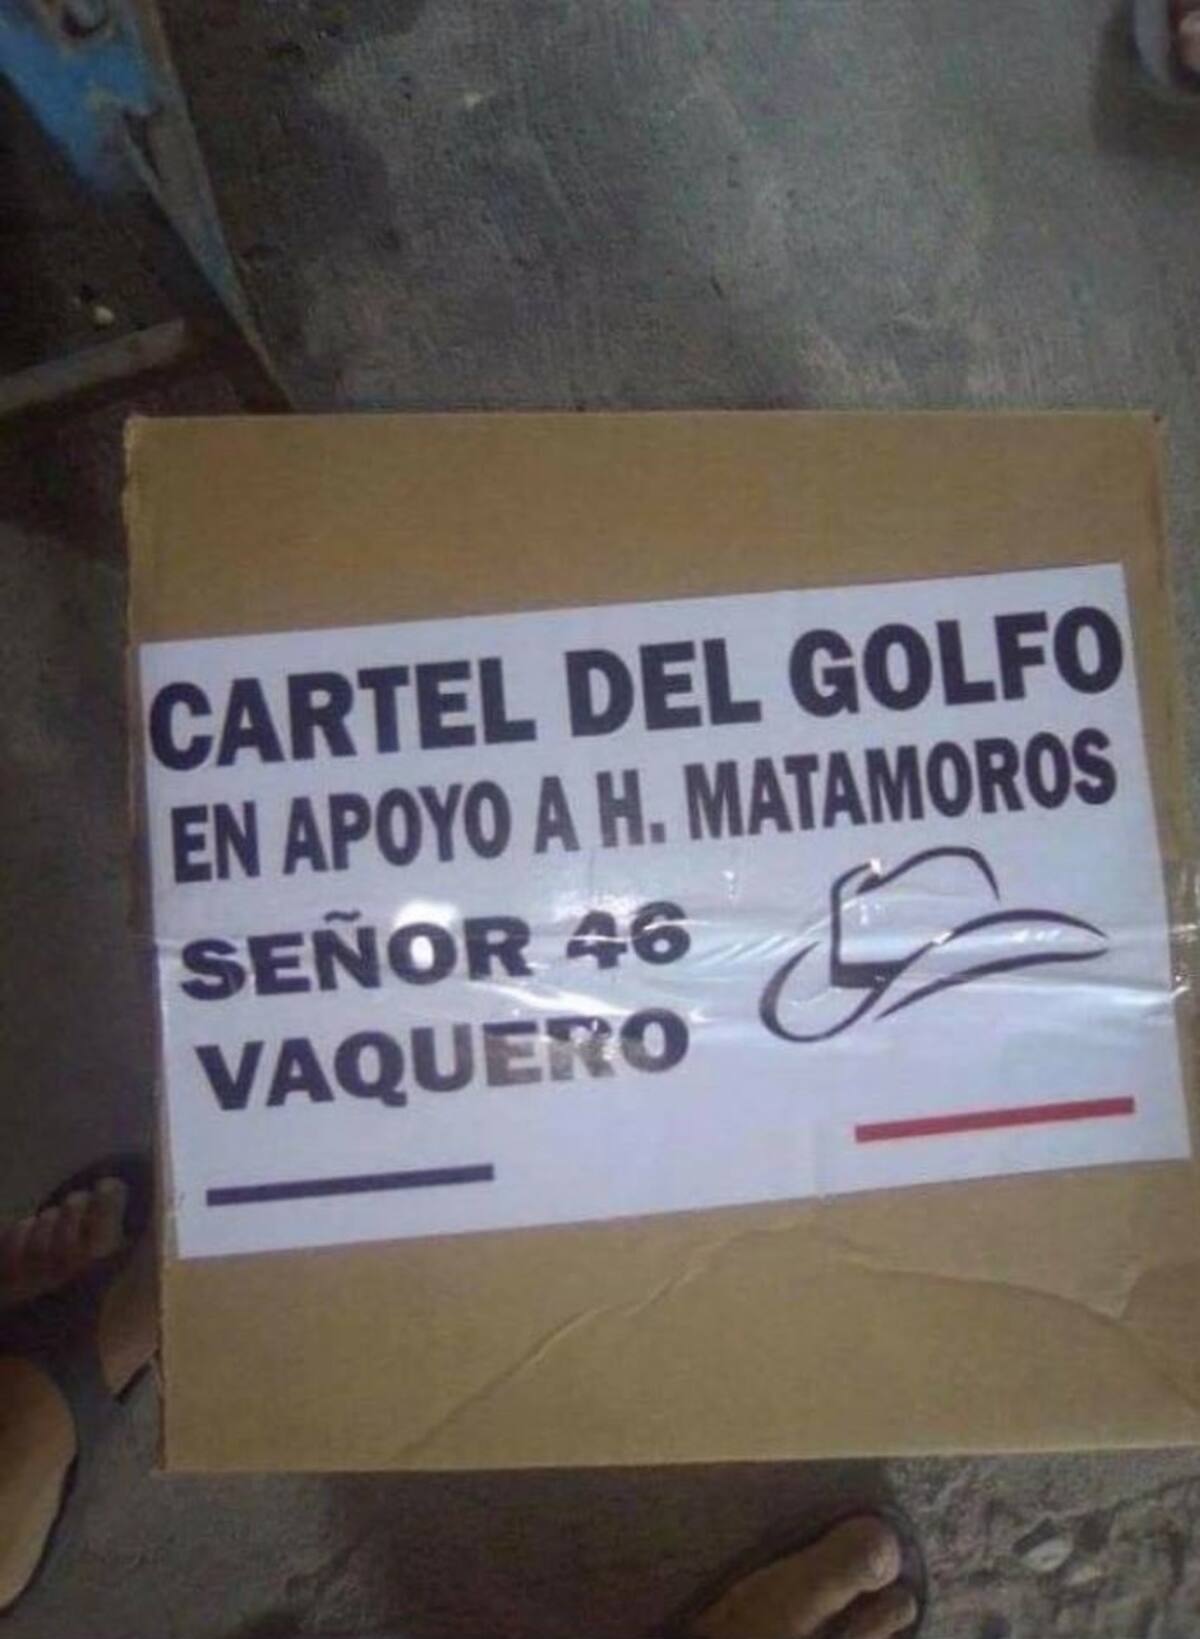 CARTEL DEL GOLFO
EN APOYO A H. MATAMOROS
SEÑOR 46
VAQUERO